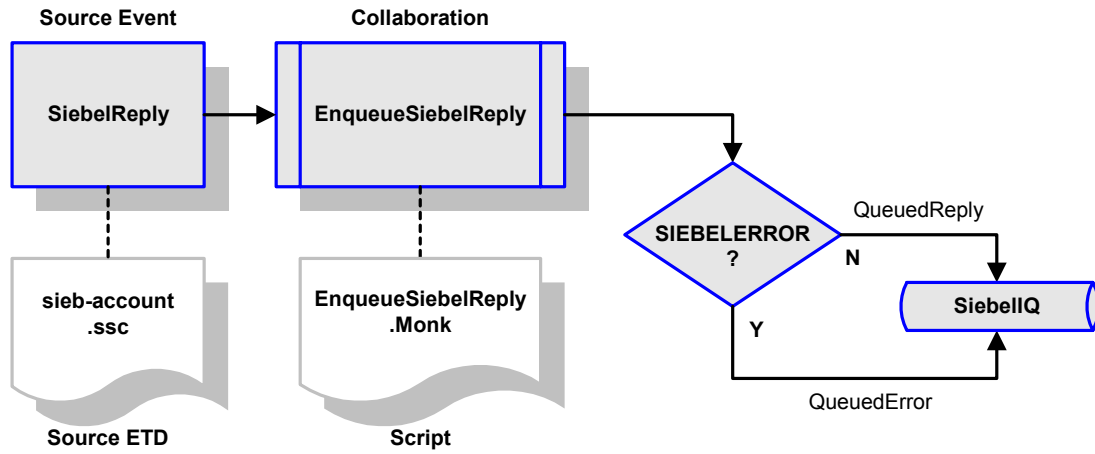 Source Event
Collaboration
SiebelReply
EnqueueSiebelReply
QueuedReply
SIEBELERROR
?
N
Y
SiebelIQ
QueuedError
sieb-account
.ssc
EnqueueSiebelReply
.Monk
Source ETD
Script